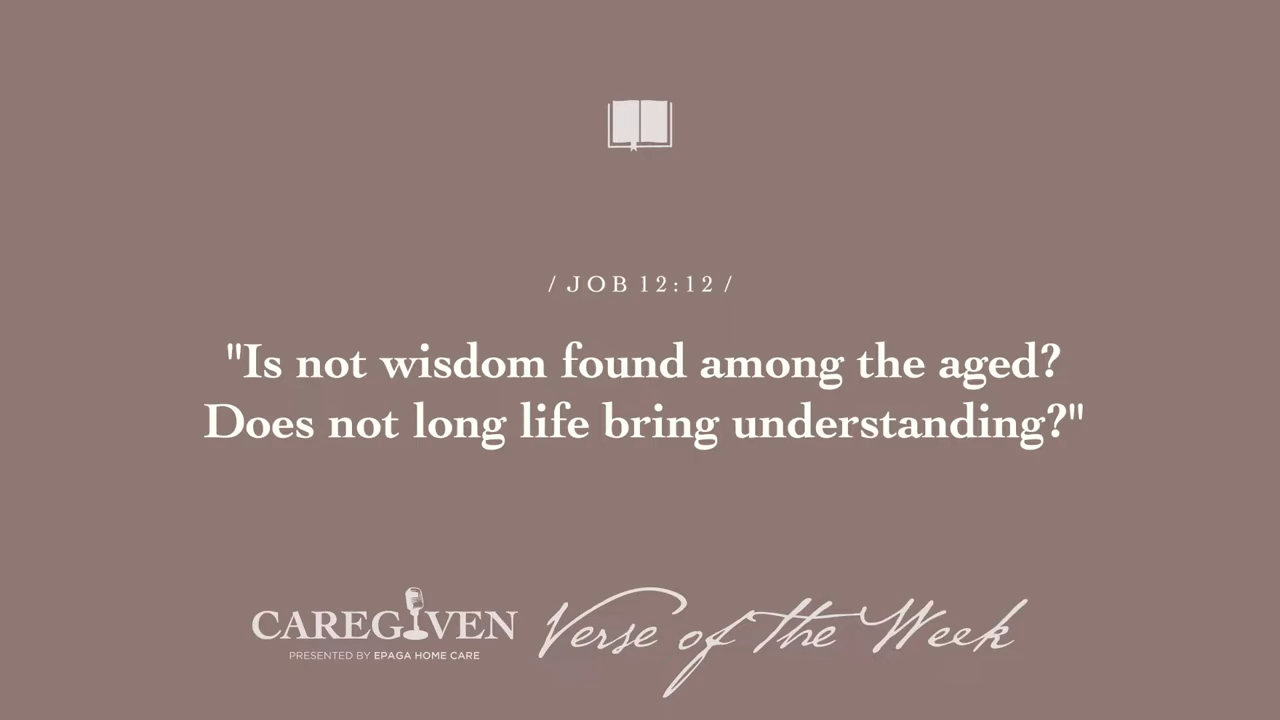 / JOB 12:12 /
"Is not wisdom found among the aged?
Does not long life bring understanding?"
CAREGIVEN
PRESENTED BY EPAGA HOME CARE
Verse of the Week